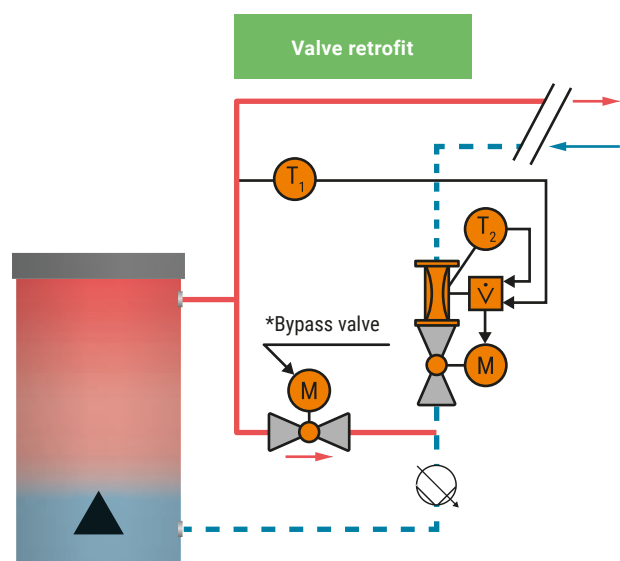 Valve retrofit
T₁
T₂
V̇
*Bypass valve
M
M